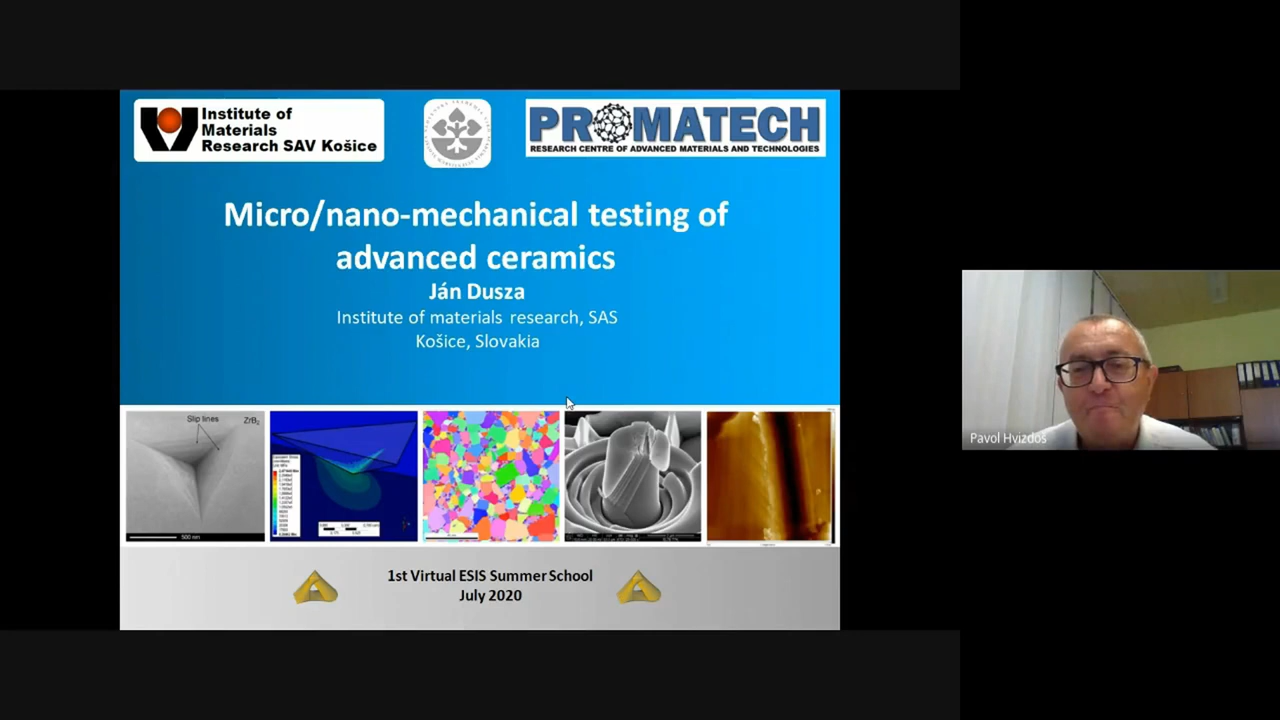 Institute of
Materials
Research SAV Košice
PROMATECH
RESEARCH CENTRE OF ADVANCED MATERIALS AND TECHNOLOGIES
Micro/nano-mechanical testing of
advanced ceramics
Ján Dusza
Institute of materials research, SAS
Košice, Slovakia
Slip lines
ZrB2
500 nm
1st Virtual ESIS Summer School
July 2020
Pavol Hvizdoš